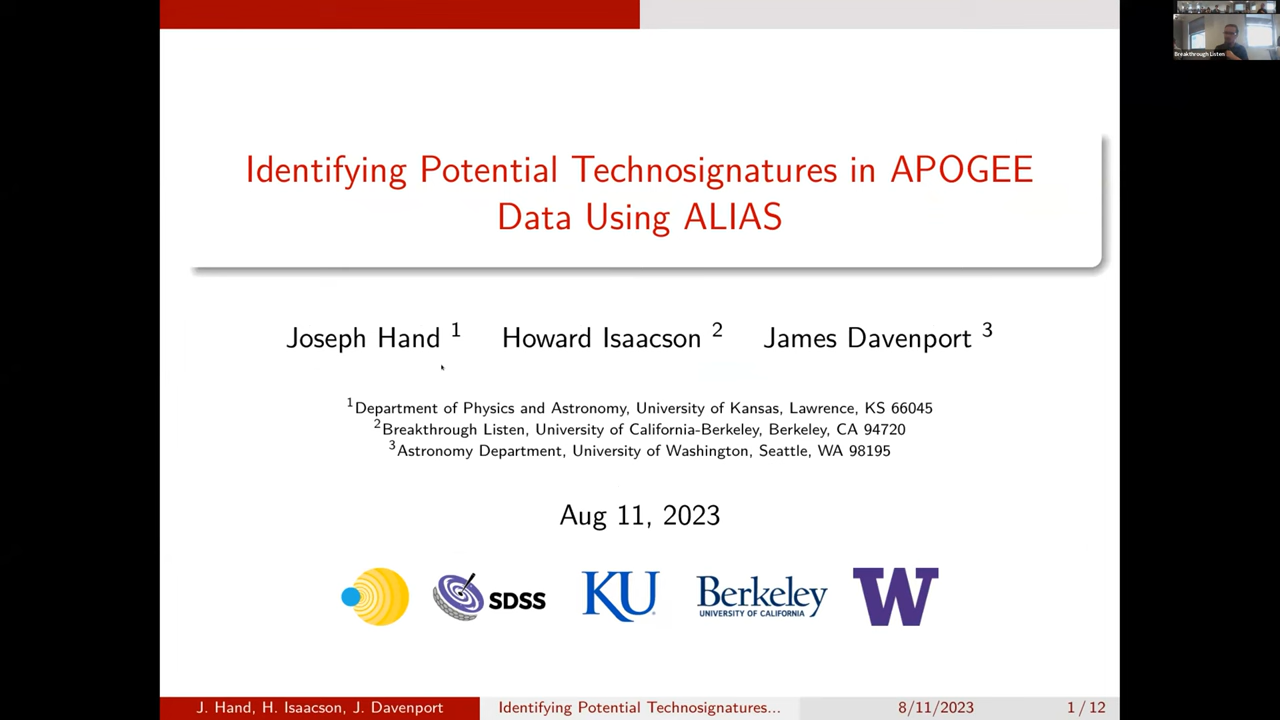 Breakthrough Listen
Identifying Potential Technosignatures in APOGEE
Data Using ALIAS
Joseph Hand 1 Howard Isaacson 2 James Davenport 3
1Department of Physics and Astronomy, University of Kansas, Lawrence, KS 66045
2Breakthrough Listen, University of California-Berkeley, Berkeley, CA 94720
3Astronomy Department, University of Washington, Seattle, WA 98195
Aug 11, 2023
SDSS KU Berkeley W
UNIVERSITY OF CALIFORNIA
J. Hand, H. Isaacson, J. Davenport Identifying Potential Technosignatures... 8/11/2023 1 / 12